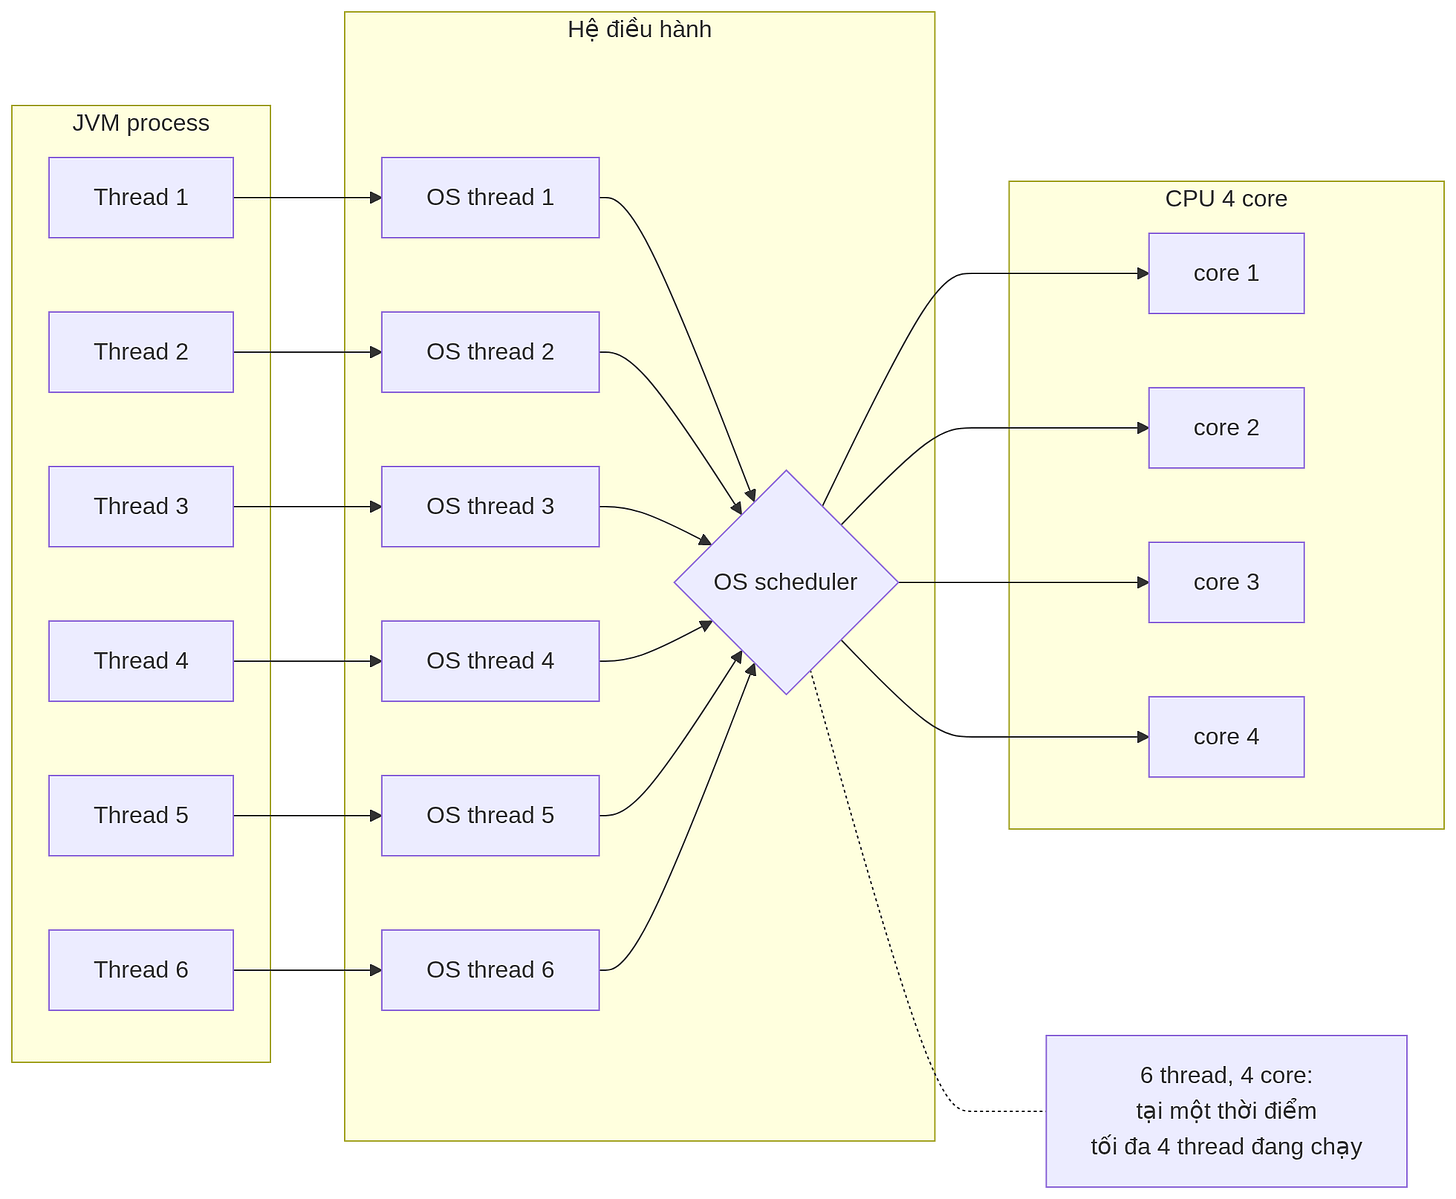 Hệ điều hành
JVM process
Thread 1
Thread 2
Thread 3
Thread 4
Thread 5
Thread 6
OS thread 1
OS thread 2
OS thread 3
OS thread 4
OS thread 5
OS thread 6
OS scheduler
CPU 4 core
core 1
core 2
core 3
core 4
6 thread, 4 core:
tại một thời điểm
tối đa 4 thread đang chạy